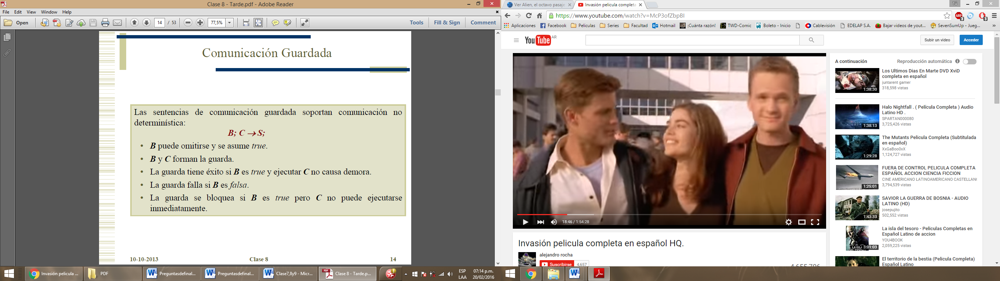 Clase 8 - Tarde.pdf - Adobe Reader
File Edit View Window Help
Open 14 / 53 77,5% Tools Fill & Sign Comment
Comunicación Guardada
Las sentencias de comunicación guardada soportan comunicación no
determinística:
B; C → S;
• B puede omitirse y se asume true.
• B y C forman la guarda.
• La guarda tiene éxito si B es true y ejecutar C no causa demora.
• La guarda falla si B es falsa.
• La guarda se bloquea si B es true pero C no puede ejecutarse
inmediatamente.
10-10-2013 Clase 8 14
Ver Alien, el octavo pasaje
Invasión pelicula completa
Tú
https://www.youtube.com/watch?v=McP3ofZbpBI
ABP 3 3
Aplicaciones Facebook Peliculas Series Facultad Hotmail ¡Cuánta razón! TWD-Comic Boleto - Inicio Cablevisión EDELAP S.A. Bajar videos de yout... SevenSumUp - Jueg... »
YouTube AR
Subir un video Acceder
18:46 / 1:54:28
Invasión pelicula completa en español HQ.
alejandro rocha
Suscribirse 4,657
A continuación Reproducción automática
Los Ultimos Dias En Marte DVD XviD
completa en español
juntarent gamer
318,598 vistas
1:38:30
Halo Nightfall . ( Película Completa ) Audio
Latino HD .
SPARTAN000080
3,725,426 vistas
1:38:13
The Mutants Pelicula Completa (Subtitulada
en español)
XxGaBoo0xX
1,124,727 vistas
1:29:28
FUERA DE CONTROL PELICULA COMPLETA
ESPAÑOL ACCION CIENCIA FICCION
CINE AMERICANO LATINOAMERICANO CASTELLANO
3,794,539 vistas
1:25:01
SAVIOR LA GUERRA DE BOSNIA - AUDIO
LATINO (HD)
josepujito
502,552 vistas
1:43:33
La isla del tesoro - Peliculas Completas en
Español Latino de accion
YOU4BOOK
2,059,225 vistas
3:01:03
El territorio de la bestia (Película Completa)
Español Latino
Invasión pelicula ... PDF Preguntasdefinal... Preguntasdefinal... Clase7,8y9 - Micr... Clase 8 - Tarde.p...
ESP
LAA
07:14 p.m.
20/02/2016